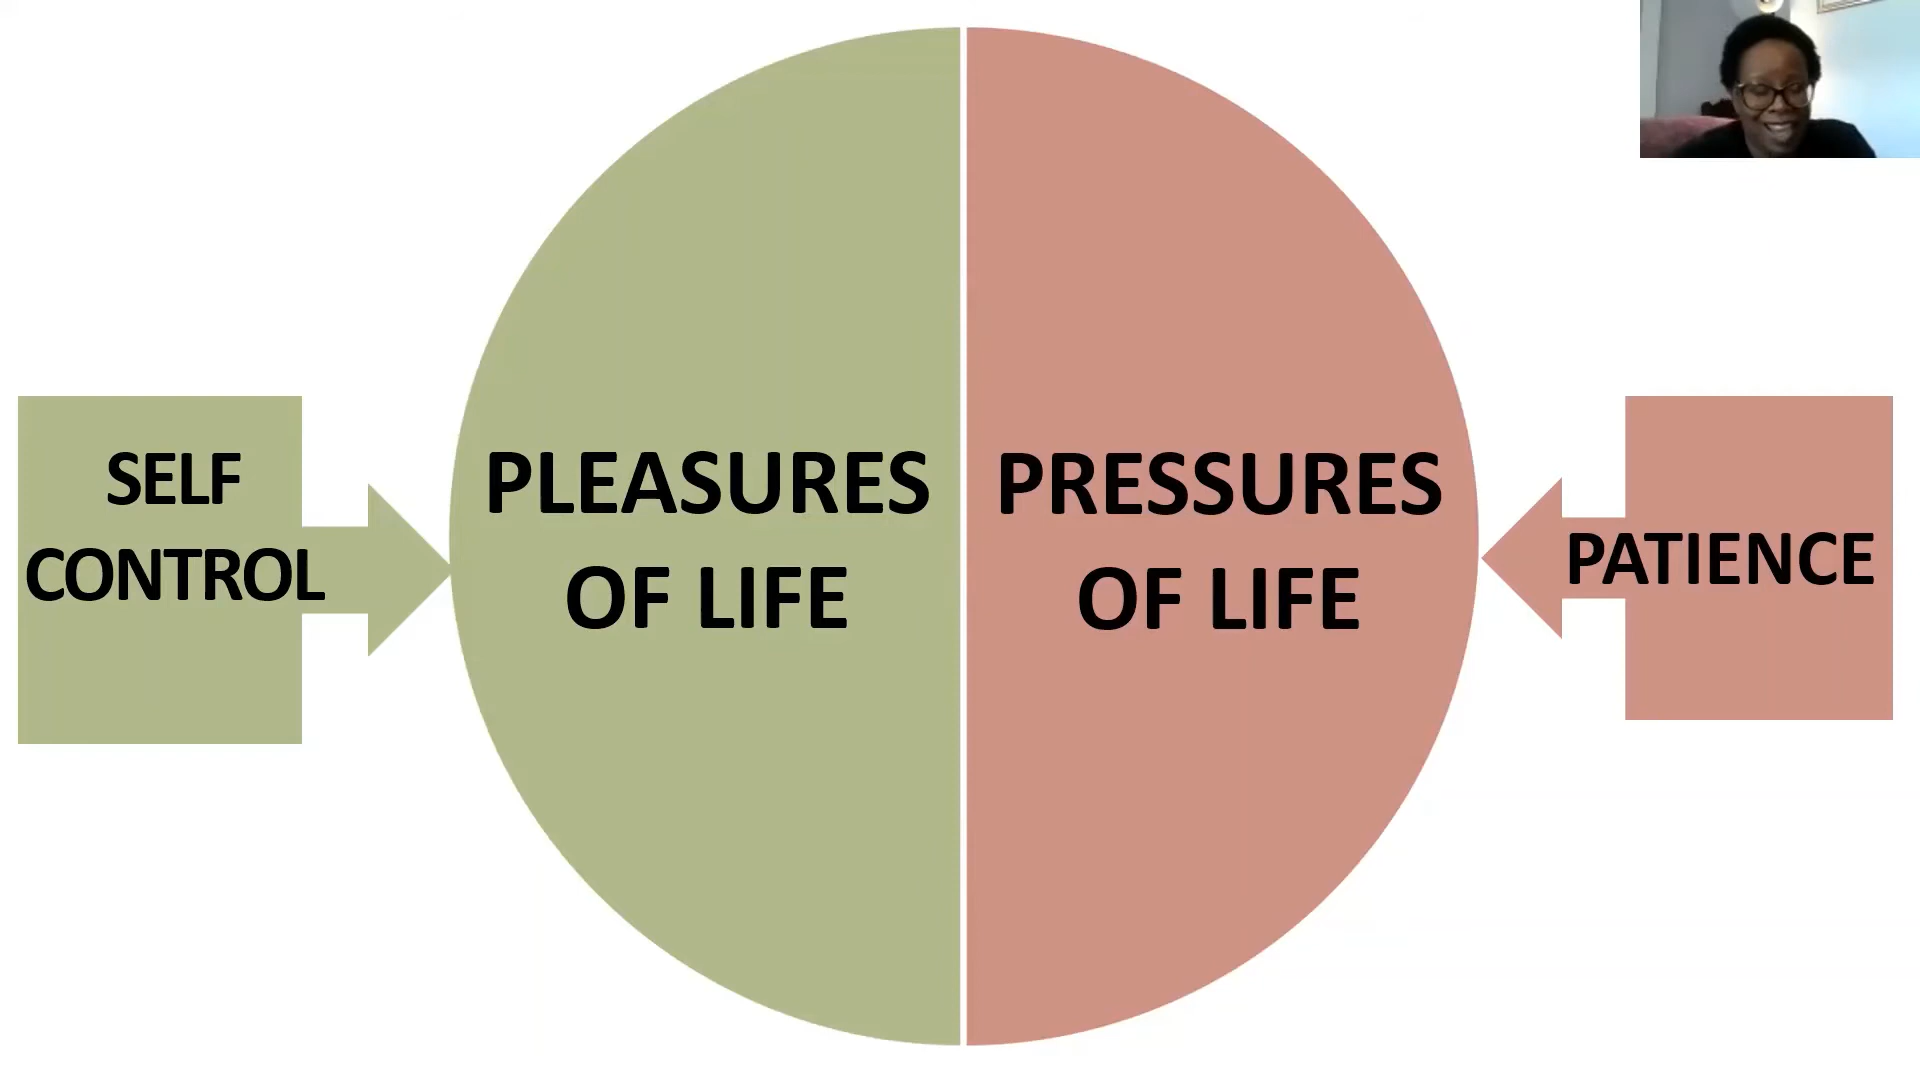 SELF
CONTROL
PLEASURES
OF LIFE
PRESSURES
OF LIFE
PATIENCE